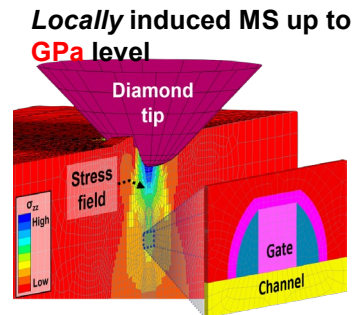 Locally induced MS up to
GPa level
Diamond
tip
Stress
field
σzz
High
Low
Gate
Channel